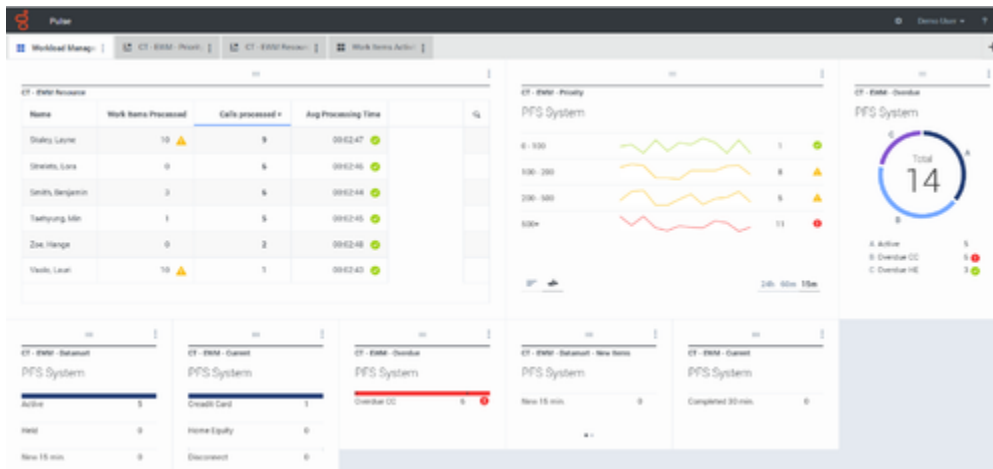 Pulse
Demo User
?
Workload Manage
CT - EWM - Priorit
CT - EWM Resourc
Work Items Activi
+
CT - EWM Resource
Name Work Items Processed Calls processed Avg Processing Time
Staley, Layne 10 9 00:02:47
Streleto, Lora 0 6 00:02:46
Smith, Benjamin 3 6 00:02:44
Taehyung, Min 1 5 00:02:45
Zoe, Hange 0 2 00:02:48
Lauri 10 1 00:02:43
CT - EWM - Priority
PFS System
0 - 100 1
100 - 200 8
200 - 500 5
500+ 11
24h 60m 15m
CT - EWM - Overdue
PFS System
C
A
Total
14
B
A Active 5
B Overdue CC 6
C Overdue HE 3
CT - EWM - Datamart
PFS System
Active 5
Held 0
New 15 min. 0
CT - EWM - Current
PFS System
Creadit Card 1
Home Equity 0
Disconnect 0
CT - EWM - Overdue
PFS System
Overdue CC 6
CT - EWM - Datamart - New Items
PFS System
New 15 min. 0
CT - EWM - Current
PFS System
Completed 30 min. 0